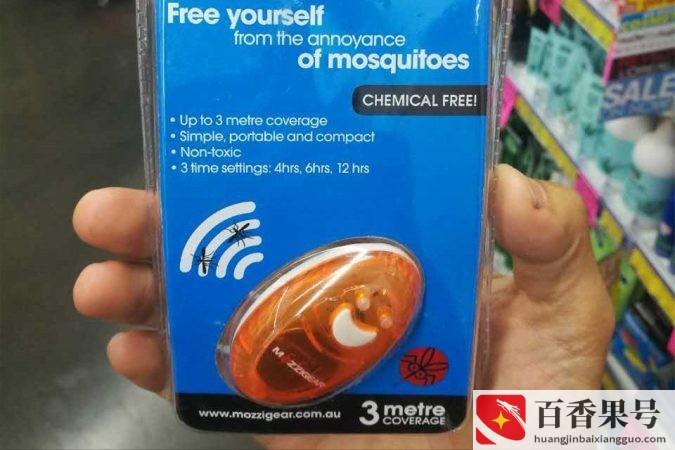 Free yourself
from the annoyance
of mosquitoes
CHEMICAL FREE!
• Up to 3 metre coverage
• Simple, portable and compact
• Non-toxic
• 3 time settings: 4hrs, 6hrs, 12 hrs
SALE
MOZZIGEAR
www.mozzigear.com.au
3 metre
COVERAGE
百香果号
huangjinbaixiangguo.com